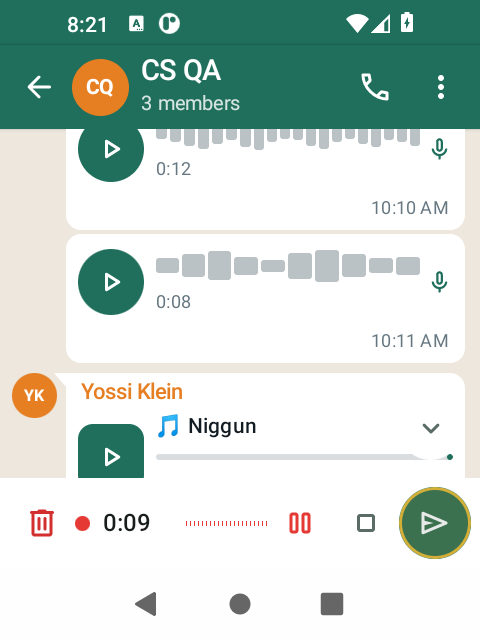 8:21
A
CQ
CS QA
3 members
0:12
10:10 AM
0:08
10:11 AM
YK
Yossi Klein
🎵 Niggun
0:09